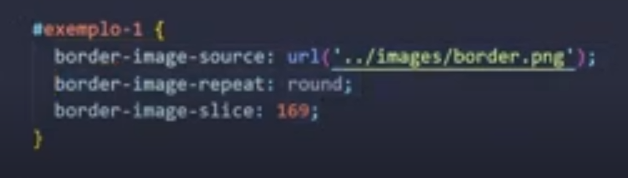 #exemplo-1 {
border-image-source: url('../images/border.png');
border-image-repeat: round;
border-image-slice: 169;
}